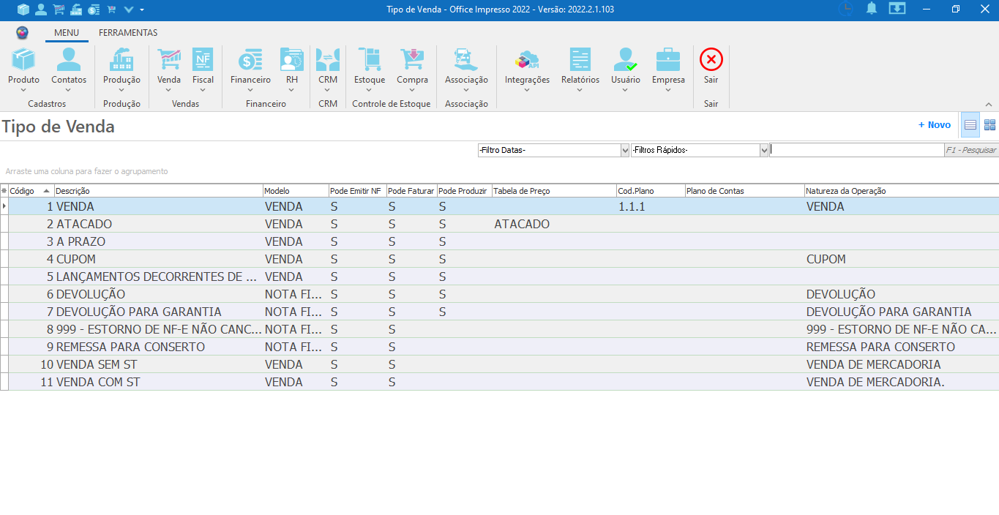 Tipo de Venda - Office Impresso 2022 - Versão: 2022.2.1.103
MENU FERRAMENTAS
Produto Contatos Produção Venda Fiscal Financeiro RH CRM Estoque Compra Associação Integrações Relatórios Usuário Empresa Sair
Cadastros Produção Vendas Financeiro CRM Controle de Estoque Associação Sair
Tipo de Venda
+ Novo
-Filtro Datas- -Filtros Rápidos- F1 - Pesquisar
Arraste uma coluna para fazer o agrupamento
Código Descrição Modelo Pode Emitir NF Pode Faturar Pode Produzir Tabela de Preço Cod.Plano Plano de Contas Natureza da Operação
1 VENDA VENDA S S S 1.1.1 VENDA
2 ATACADO VENDA S S S ATACADO
3 A PRAZO VENDA S S S
4 CUPOM VENDA S S S CUPOM
5 LANÇAMENTOS DECORRENTES DE ... VENDA S S S
6 DEVOLUÇÃO NOTA FI... S S S DEVOLUÇÃO
7 DEVOLUÇÃO PARA GARANTIA NOTA FI... S S S DEVOLUÇÃO PARA GARANTIA
8 999 - ESTORNO DE NF-E NÃO CANC... NOTA FI... S S 999 - ESTORNO DE NF-E NÃO CA...
9 REMESSA PARA CONSERTO NOTA FI... S S REMESSA PARA CONSERTO
10 VENDA SEM ST VENDA S S VENDA DE MERCADORIA
11 VENDA COM ST VENDA S S VENDA DE MERCADORIA.